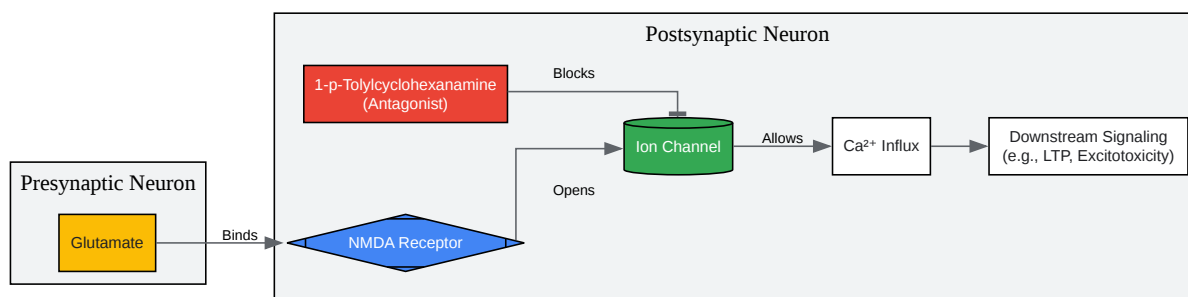 Postsynaptic Neuron
Blocks
1-p-Tolylcyclohexanamine
(Antagonist)
Ion Channel
Allows
Ca²⁺ Influx
Downstream Signaling
(e.g., LTP, Excitotoxicity)
Opens
Presynaptic Neuron
Glutamate
Binds
NMDA Receptor